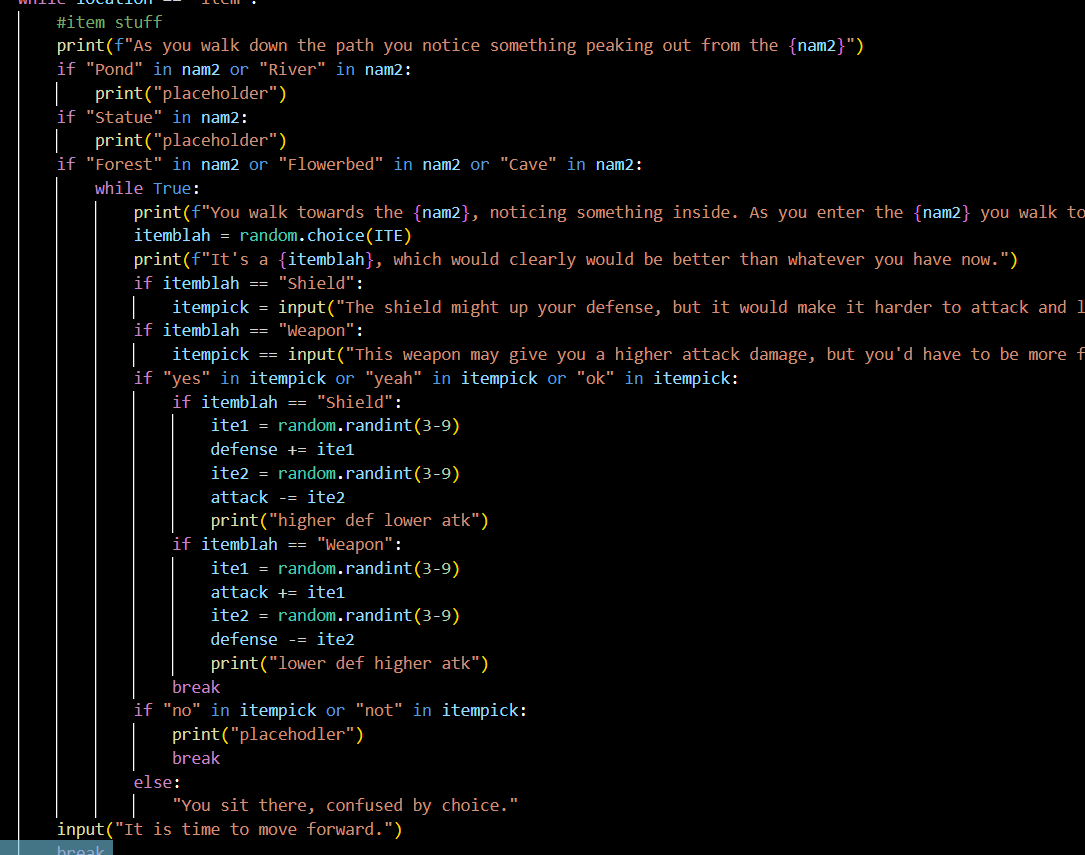 while location == "Item":
#item stuff
print(f"As you walk down the path you notice something peaking out from the {nam2}")
if "Pond" in nam2 or "River" in nam2:
print("placeholder")
if "Statue" in nam2:
print("placeholder")
if "Forest" in nam2 or "Flowerbed" in nam2 or "Cave" in nam2:
while True:
print(f"You walk towards the {nam2}, noticing something inside. As you enter the {nam2} you walk to
itemblah = random.choice(ITE)
print(f"It's a {itemblah}, which would clearly would be better than whatever you have now.")
if itemblah == "Shield":
itempick = input("The shield might up your defense, but it would make it harder to attack and l
if itemblah == "Weapon":
itempick == input("This weapon may give you a higher attack damage, but you'd have to be more f
if "yes" in itempick or "yeah" in itempick or "ok" in itempick:
if itemblah == "Shield":
ite1 = random.randint(3-9)
defense += ite1
ite2 = random.randint(3-9)
attack -= ite2
print("higher def lower atk")
if itemblah == "Weapon":
ite1 = random.randint(3-9)
attack += ite1
ite2 = random.randint(3-9)
defense -= ite2
print("lower def higher atk")
break
if "no" in itempick or "not" in itempick:
print("placehodler")
break
else:
"You sit there, confused by choice."
input("It is time to move forward.")
break